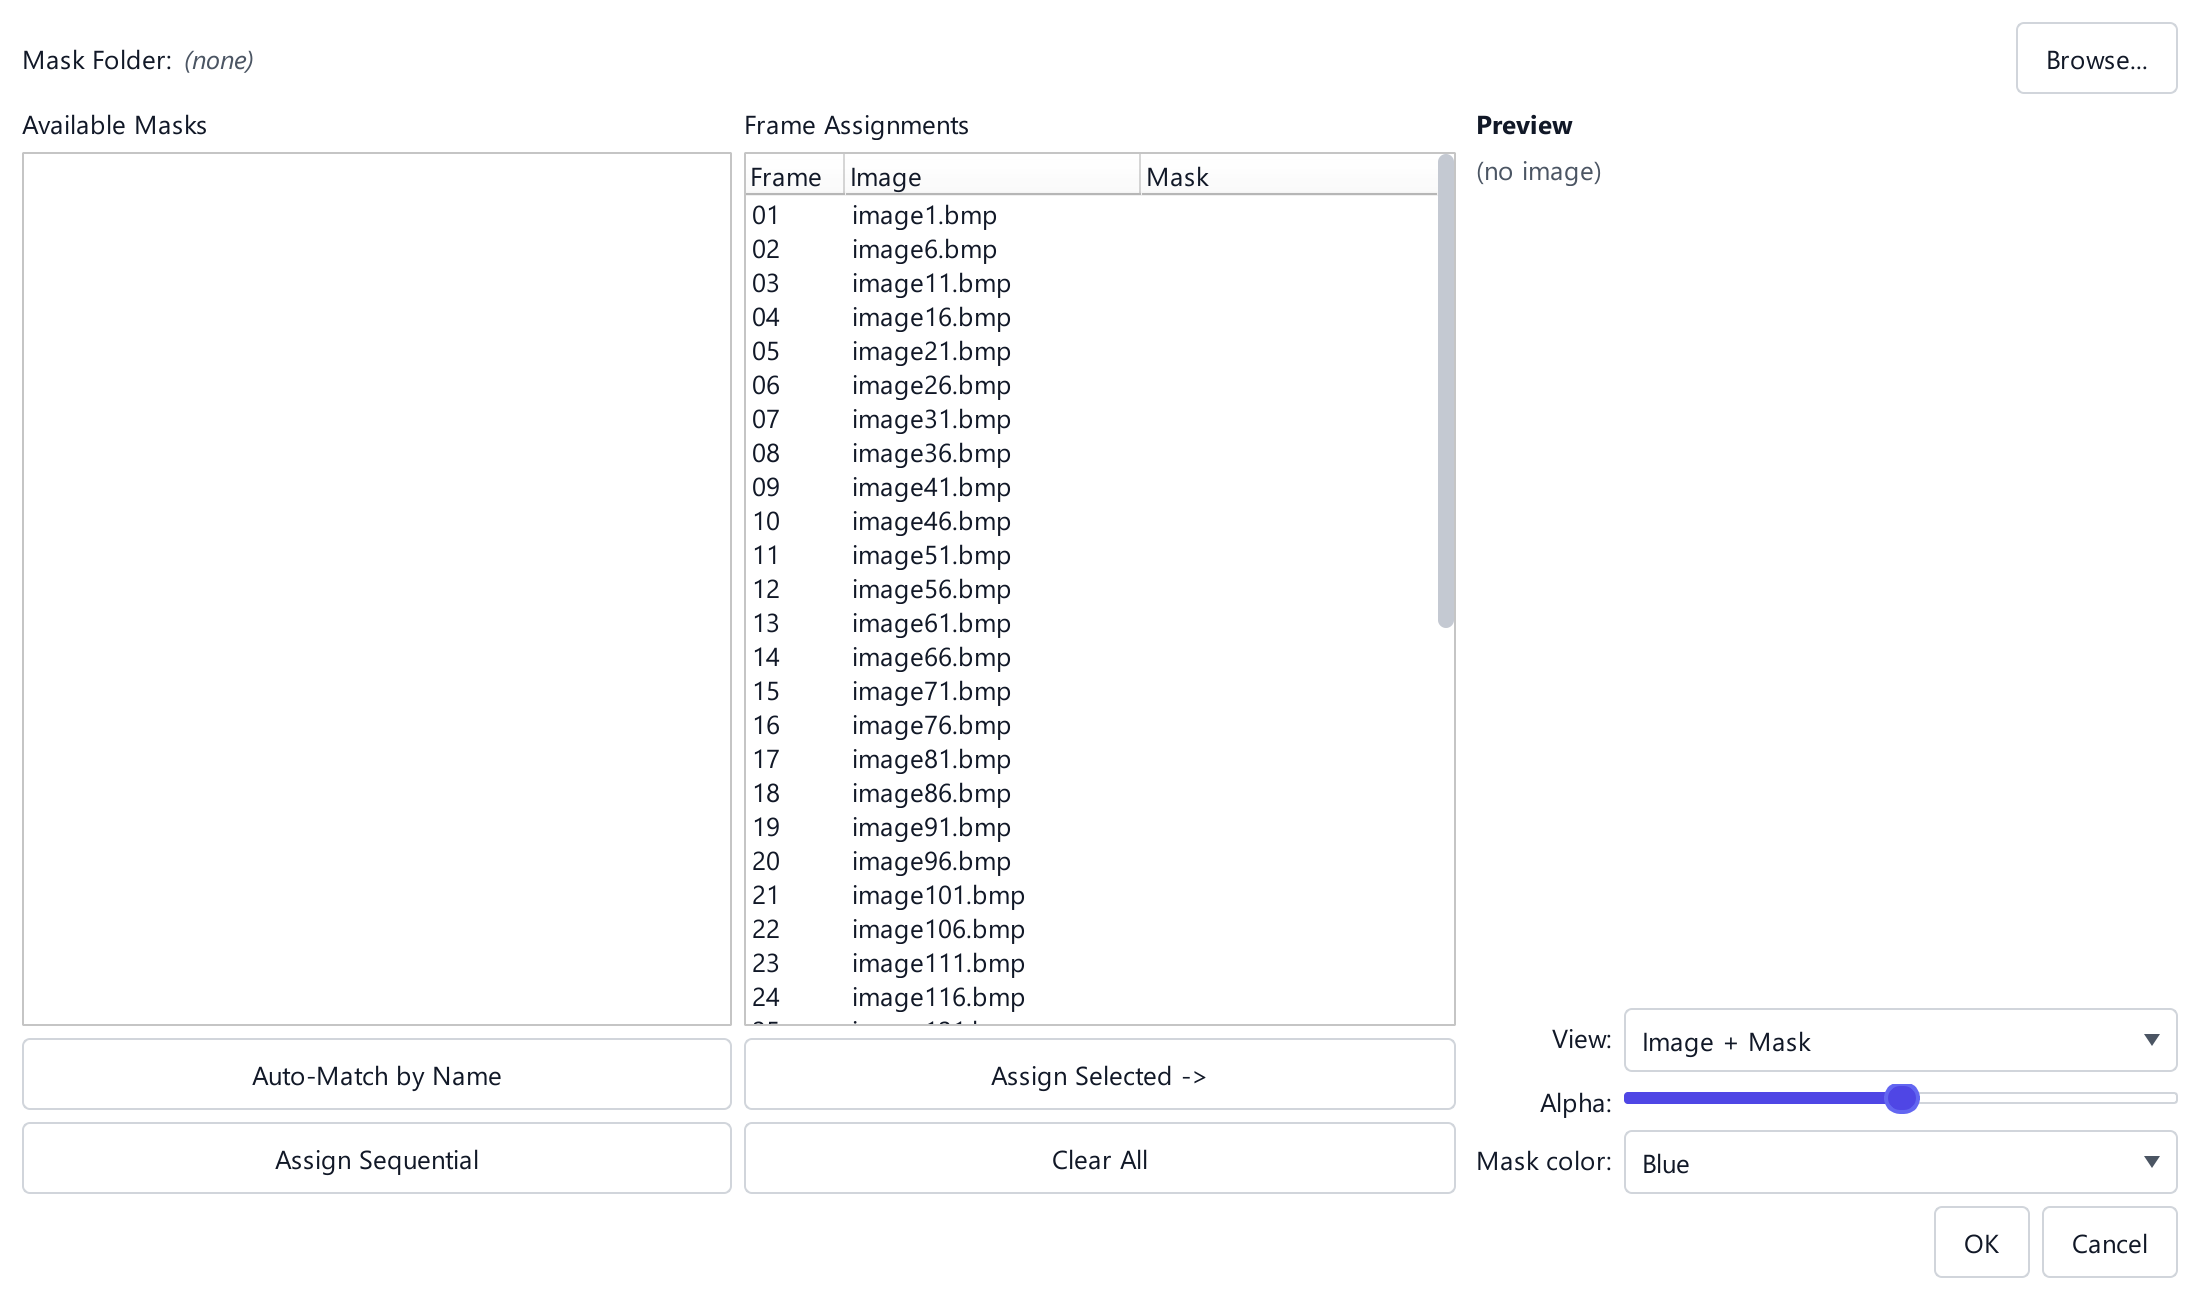 Mask Folder: (none)
Browse...
Available Masks
Frame Assignments
Preview
(no image)
Frame Image Mask
01 image1.bmp
02 image6.bmp
03 image11.bmp
04 image16.bmp
05 image21.bmp
06 image26.bmp
07 image31.bmp
08 image36.bmp
09 image41.bmp
10 image46.bmp
11 image51.bmp
12 image56.bmp
13 image61.bmp
14 image66.bmp
15 image71.bmp
16 image76.bmp
17 image81.bmp
18 image86.bmp
19 image91.bmp
20 image96.bmp
21 image101.bmp
22 image106.bmp
23 image111.bmp
24 image116.bmp
Auto-Match by Name
Assign Selected ->
Assign Sequential
Clear All
View: Image + Mask
Alpha:
Mask color: Blue
OK
Cancel